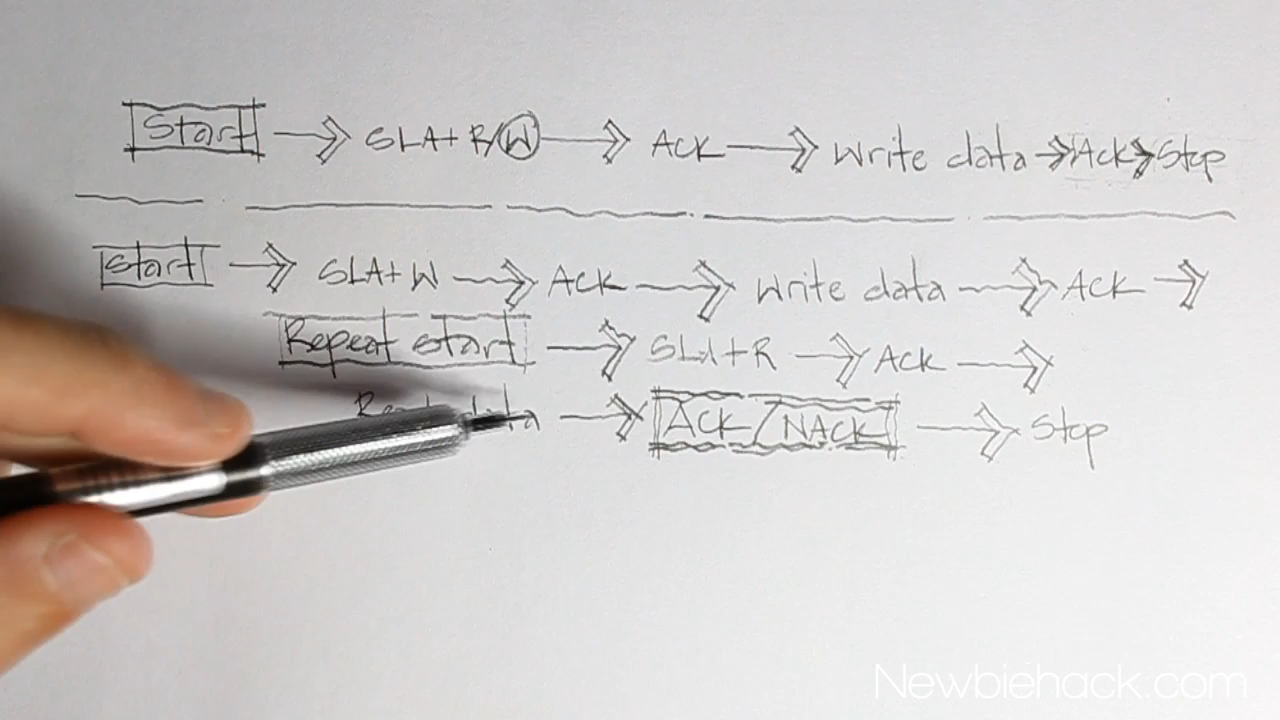 Start → SLA+ R/W → ACK → Write data → Ack → Stop
start → SLA+ W → ACK → Write data → ACK →
Repeat start → SLA+R → ACK →
→ ACK/NACK → Stop
Newbiehack.com